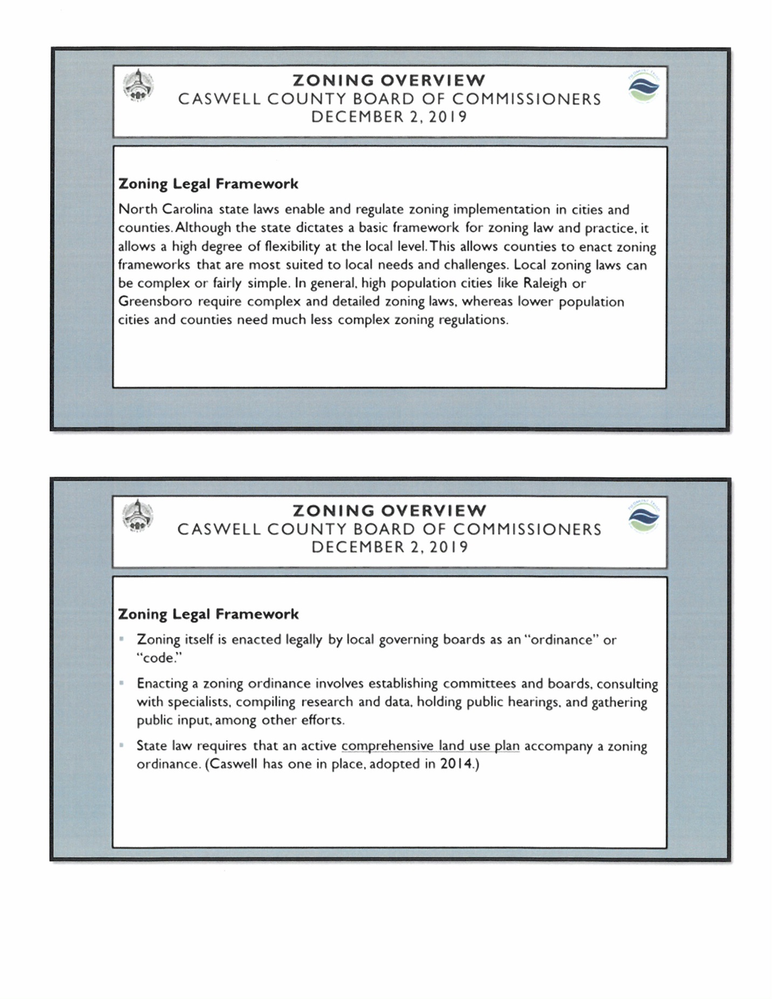 ZONING OVERVIEW
CASWELL COUNTY BOARD OF COMMISSIONERS
DECEMBER 2, 2019
Zoning Legal Framework
North Carolina state laws enable and regulate zoning implementation in cities and
counties. Although the state dictates a basic framework for zoning law and practice, it
allows a high degree of flexibility at the local level. This allows counties to enact zoning
frameworks that are most suited to local needs and challenges. Local zoning laws can
be complex or fairly simple. In general, high population cities like Raleigh or
Greensboro require complex and detailed zoning laws, whereas lower population
cities and counties need much less complex zoning regulations.
ZONING OVERVIEW
CASWELL COUNTY BOARD OF COMMISSIONERS
DECEMBER 2, 2019
Zoning Legal Framework
▪ Zoning itself is enacted legally by local governing boards as an “ordinance” or
“code.”
▪ Enacting a zoning ordinance involves establishing committees and boards, consulting
with specialists, compiling research and data, holding public hearings, and gathering
public input, among other efforts.
▪ State law requires that an active comprehensive land use plan accompany a zoning
ordinance. (Caswell has one in place, adopted in 2014.)